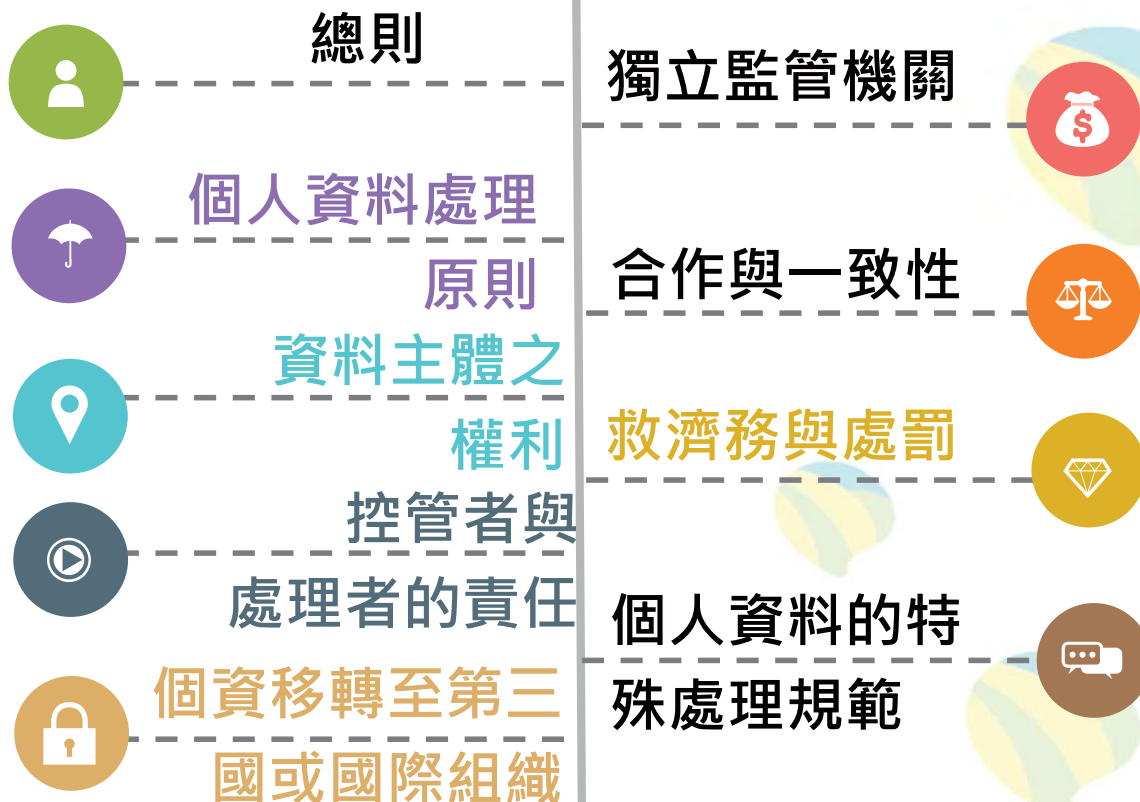 總則
個人資料處理
原則
資料主體之
權利
控管者與
處理者的責任
個資移轉至第三
國或國際組織
獨立監管機關
合作與一致性
救濟務與處罰
個人資料的特
殊處理規範